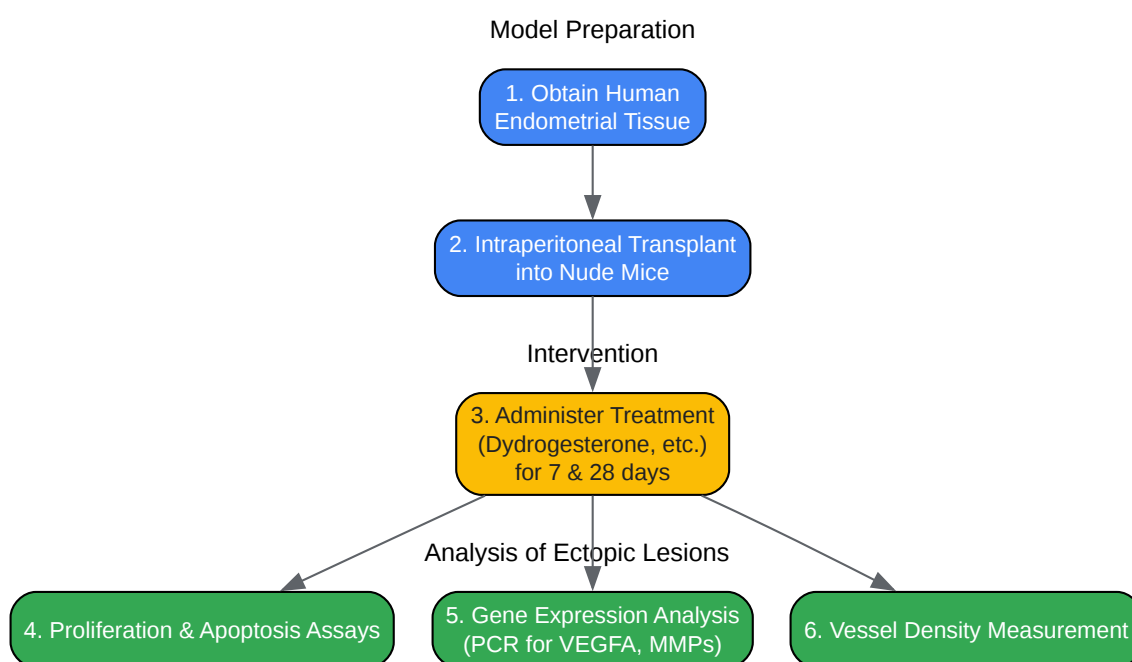 Model Preparation
1. Obtain Human
Endometrial Tissue
2. Intraperitoneal Transplant
into Nude Mice
Intervention
3. Administer Treatment
(Dydrogesterone, etc.)
for 7 & 28 days
Analysis of Ectopic Lesions
4. Proliferation & Apoptosis Assays
5. Gene Expression Analysis
(PCR for VEGFA, MMPs)
6. Vessel Density Measurement